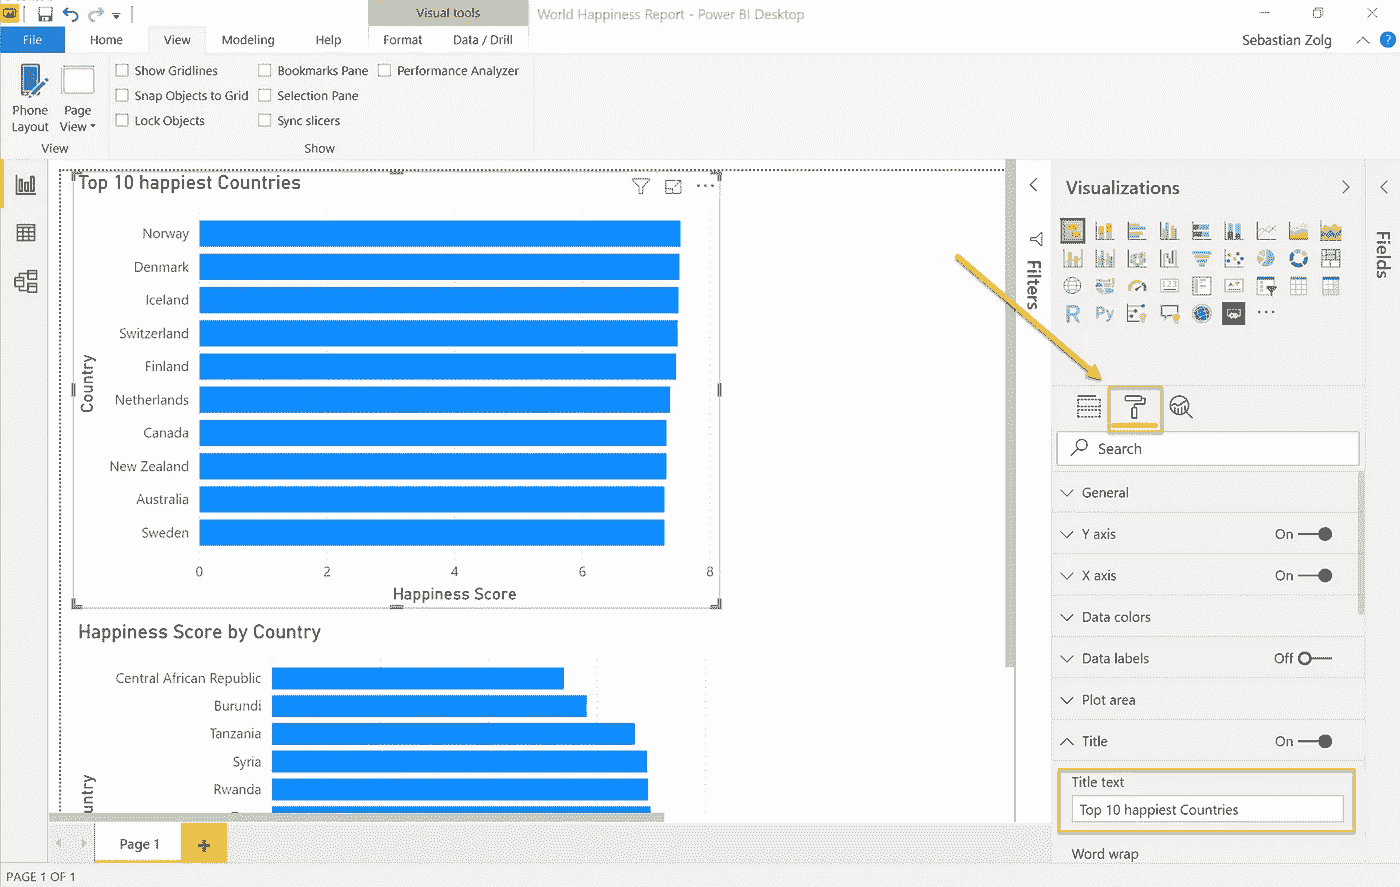 Visual tools
World Happiness Report - Power BI Desktop
File Home View Modeling Help Format Data / Drill
Sebastian Zolg
?
Phone Layout
Page View
Show Gridlines
Snap Objects to Grid
Lock Objects
Bookmarks Pane
Selection Pane
Sync slicers
Performance Analyzer
View
Show
Top 10 happiest Countries
Norway
Denmark
Iceland
Switzerland
Finland
Netherlands
Canada
New Zealand
Australia
Sweden
Country
0 2 4 6 8
Happiness Score
Happiness Score by Country
Central African Republic
Burundi
Tanzania
Syria
Rwanda
untry
Filters
Visualizations
123
R Py
Fields
Search
General
Y axis On
X axis On
Data colors
Data labels Off
Plot area
Title On
Title text
Top 10 happiest Countries
Word wrap
Page 1
+
PAGE 1 OF 1